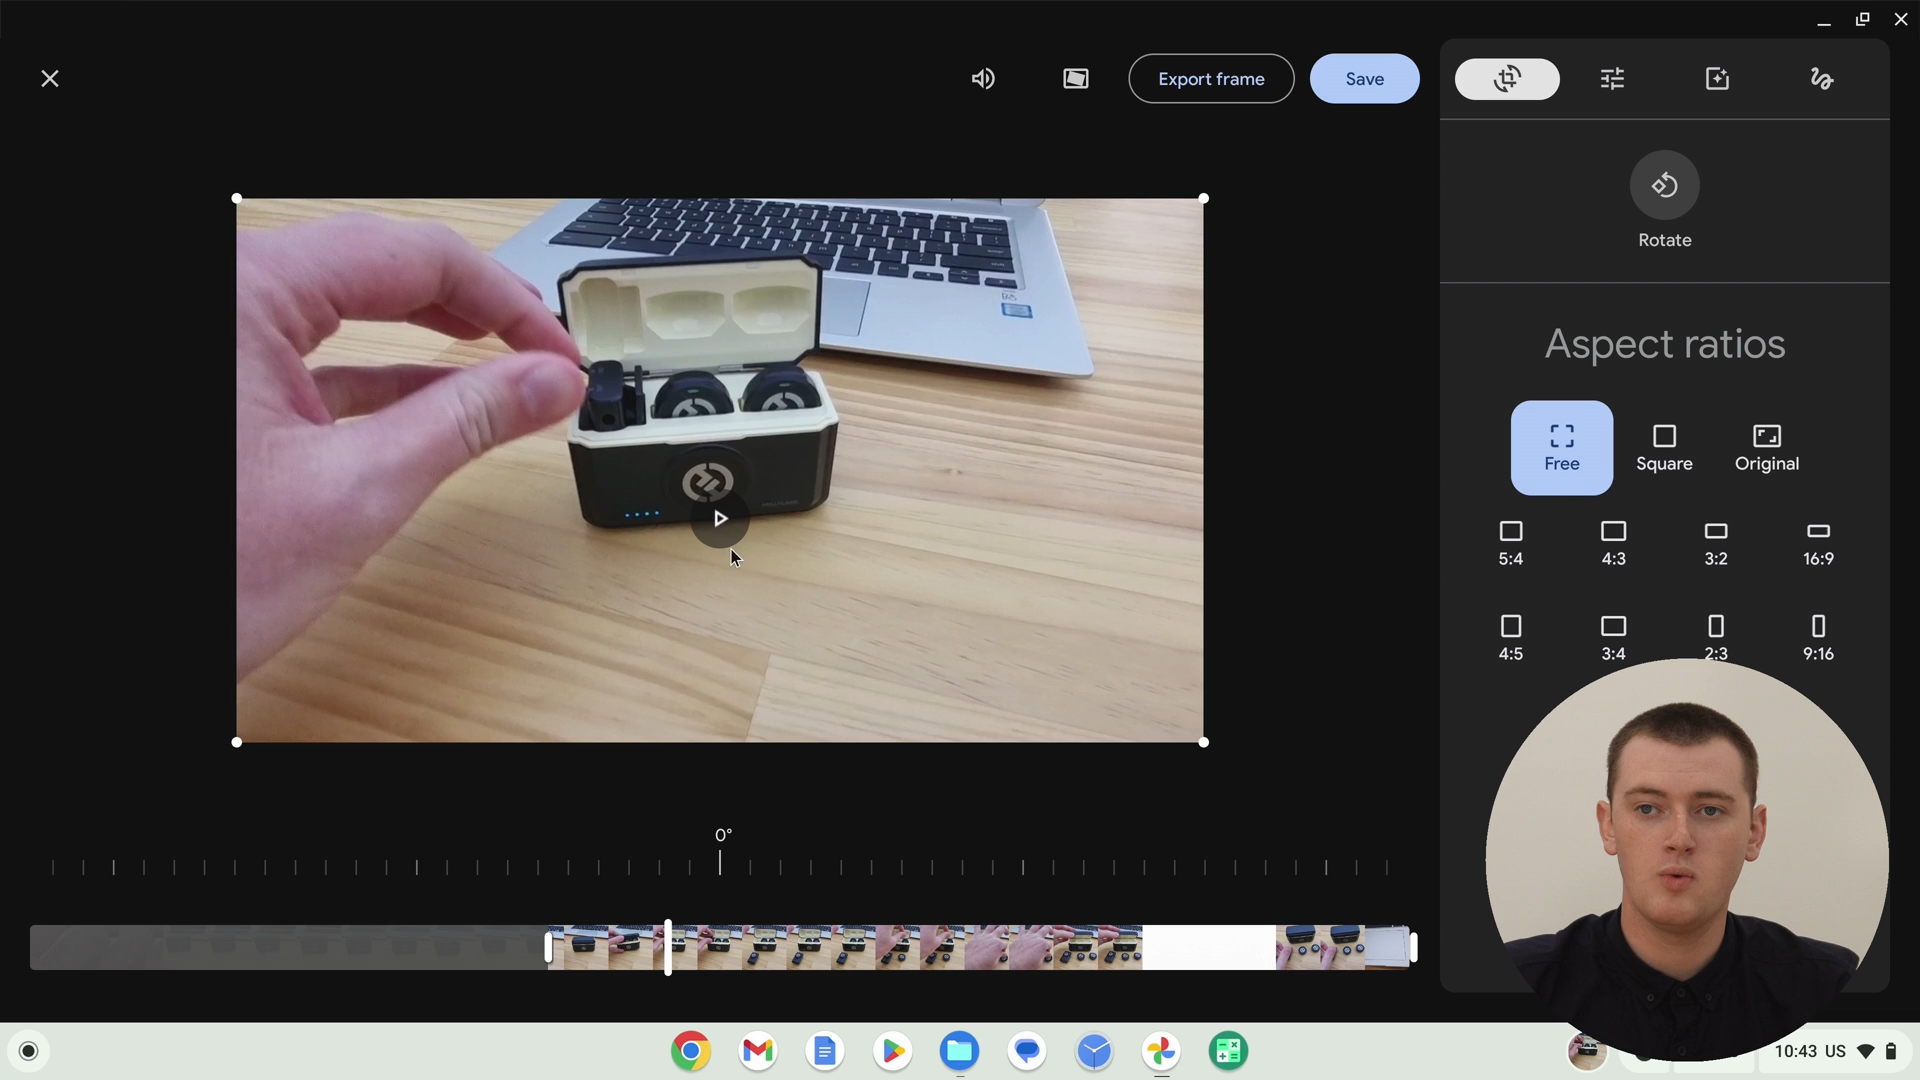 Export frame
Save
Rotate
Aspect ratios
Free
Square
Original
5:4
4:3
3:2
16:9
4:5
3:4
2:3
9:16
0°
10:43 US